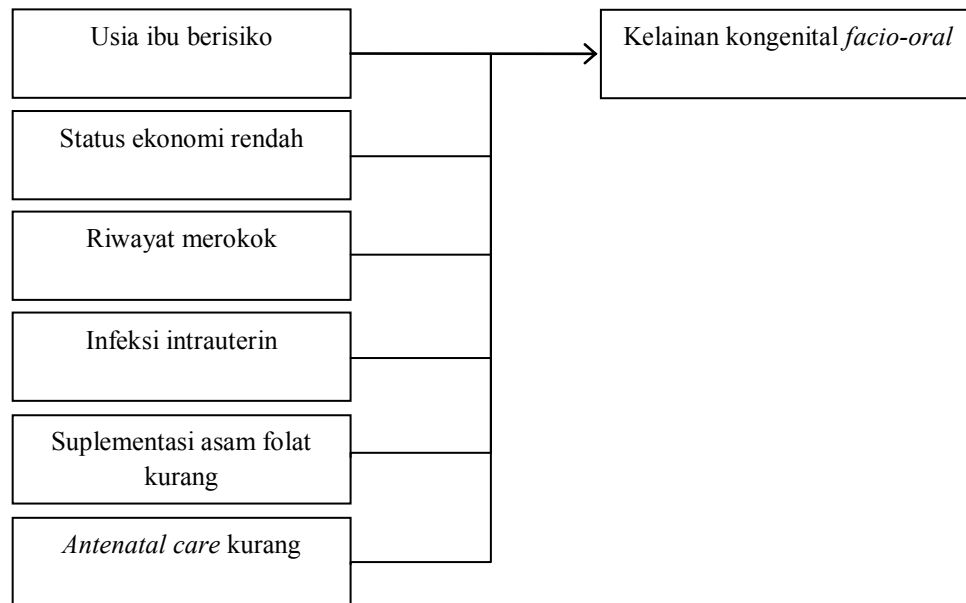 Usia ibu berisiko
Kelainan kongenital facio-oral
Status ekonomi rendah
Riwayat merokok
Infeksi intrauterin
Suplementasi asam folat
kurang
Antenatal care kurang